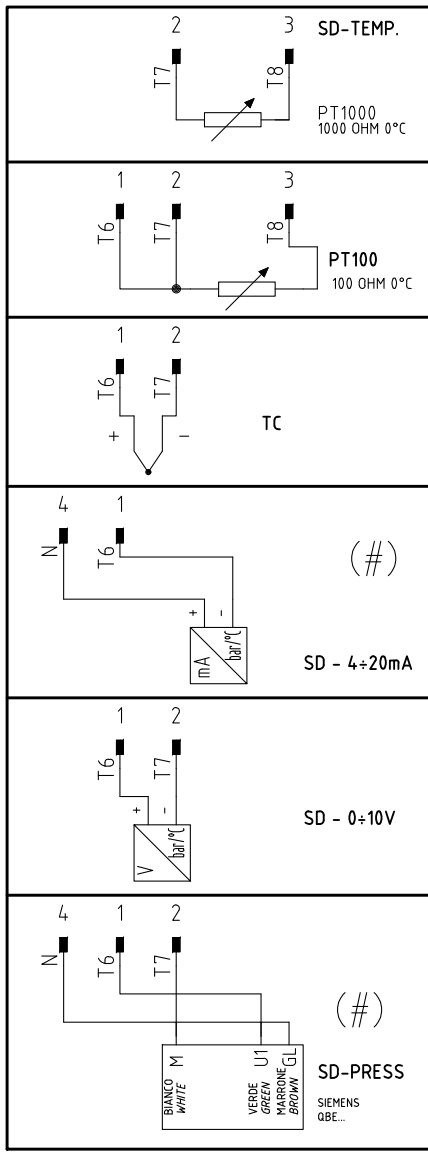 2 3 SD-TEMP.
T7 T8
PT1000
1000 OHM 0°C
1 2 3
T6 T7 T8
PT100
100 OHM 0°C
1 2
T6 T7
+ -
TC
4 1
N T6
(#)
+ -
mA bar/°C
SD - 4÷20mA
1 2
T6 T7
+ -
V bar/°C
SD - 0÷10V
4 1 2
N T6 T7
(#)
M U1 GL
BIANCO
WHITE
VERDE
GREEN
MARRONE
BROWN
SD-PRESS
SIEMENS
QBE...